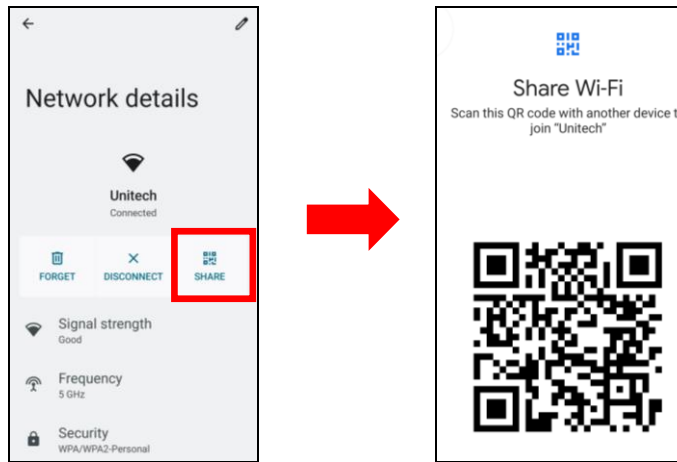 Network details
Unitech
Connected
FORGET DISCONNECT SHARE
Signal strength
Good
Frequency
5 GHz
Security
WPA/WPA2-Personal
Share Wi-Fi
Scan this QR code with another device t
join "Unitech"